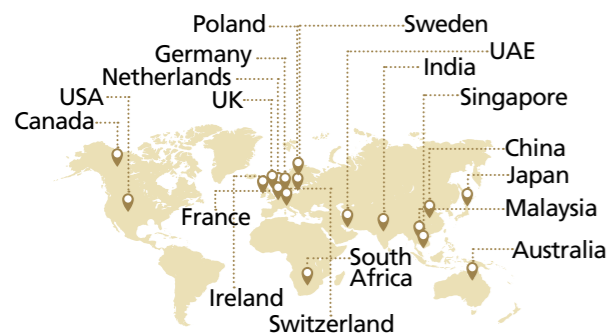 Poland
Sweden
Germany
UAE
Netherlands
India
USA
UK
Singapore
Canada
China
Japan
France
Malaysia
South
Africa
Australia
Ireland
Switzerland